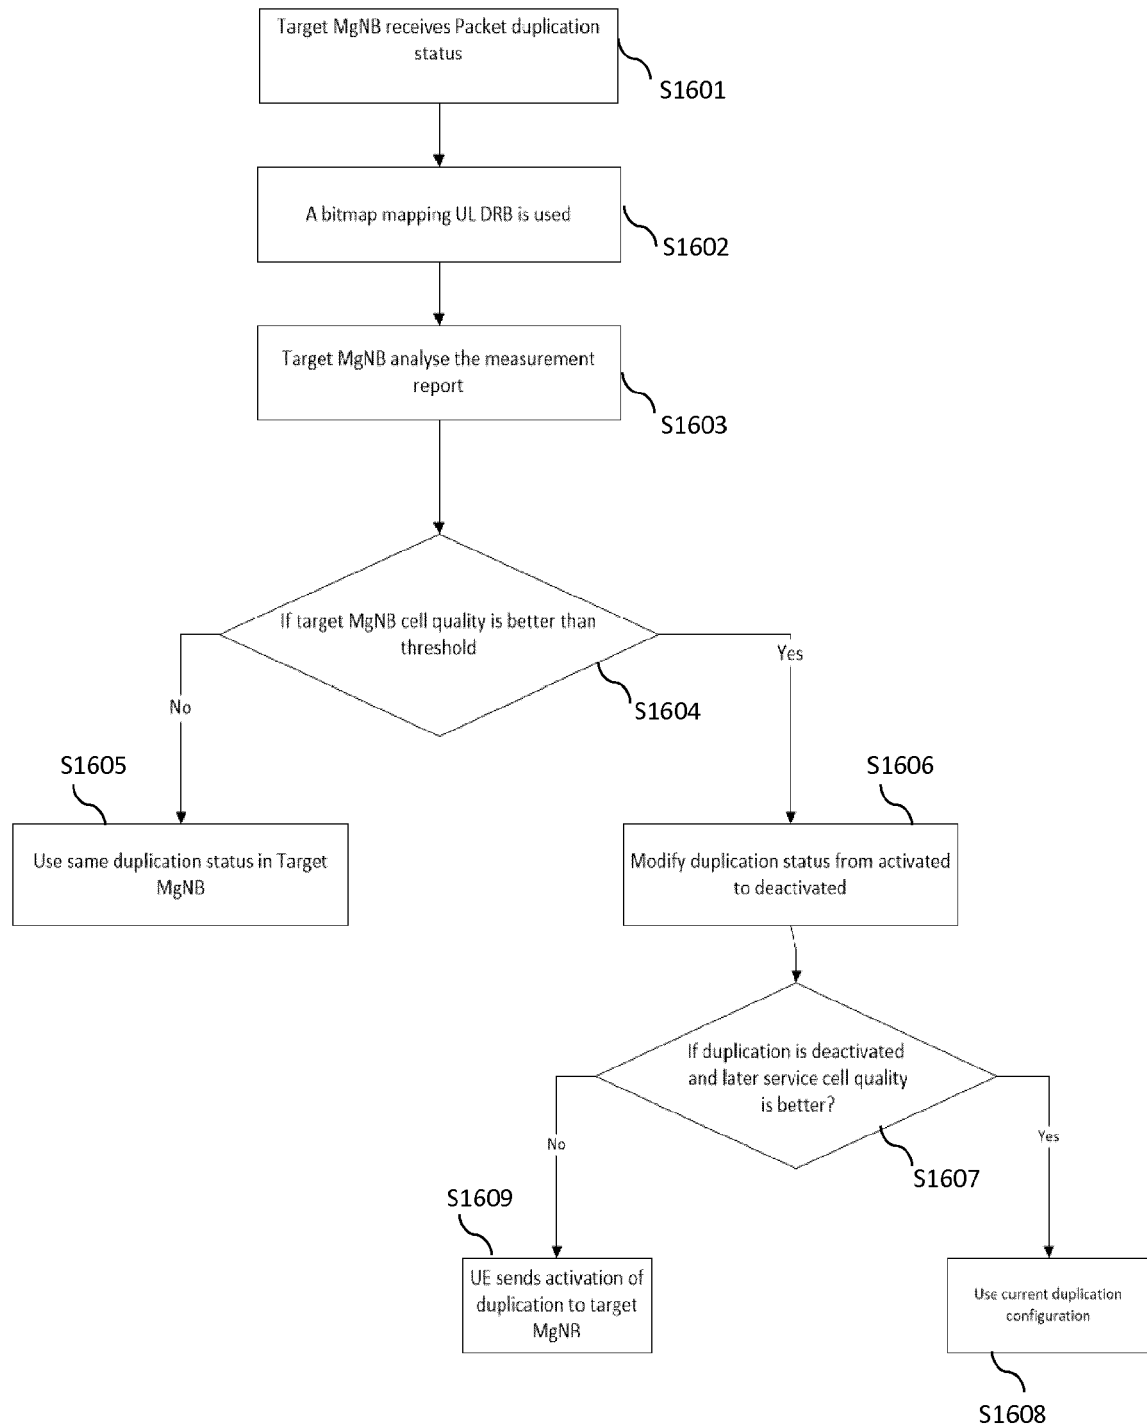 Target MgNB receives Packet duplication
status
S1601
A bitmap mapping UL DRB is used
S1602
Target MgNB analyse the measurement
report
S1603
If target MgNB cell quality is better than
threshold
Yes
S1604
No
S1605
S1606
Use same duplication status in Target
MgNB
Modify duplication status from activated
to deactivated
If duplication is deactivated
and later service cell quality
is better?
No
Yes
S1607
S1609
UE sends activation of
duplication to target
MgNB
Use current duplication
configuration
S1608